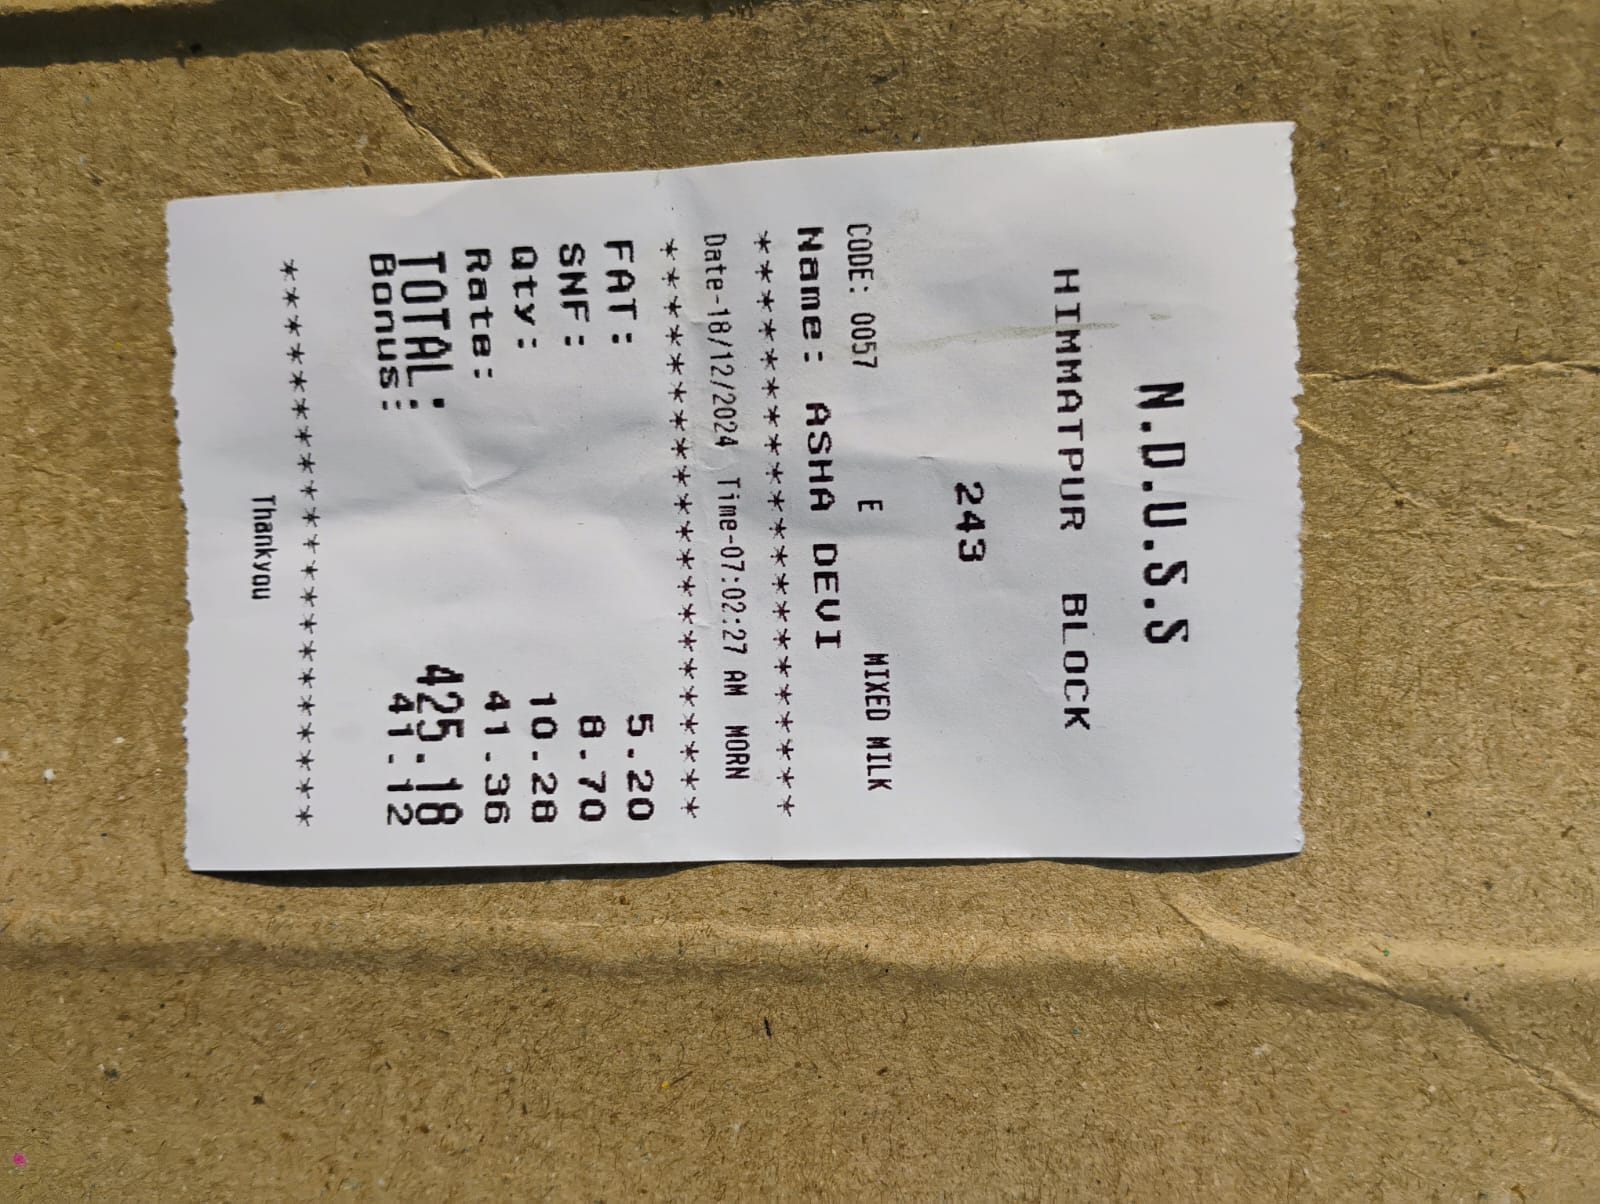 N.D.U.S.S
HIMMATPUR BLOCK
243
CODE: 0057 E MIXED MILK
Name: ASHA DEVI
********************* 
Date-18/12/2024 Time-07:02:27 AM MORN
*********************
FAT: 5.20
SNF: 8.70
Qty: 10.28
Rate: 41.36
TOTAL: 425.18
Bonus: 41.12
********************
Thankyou